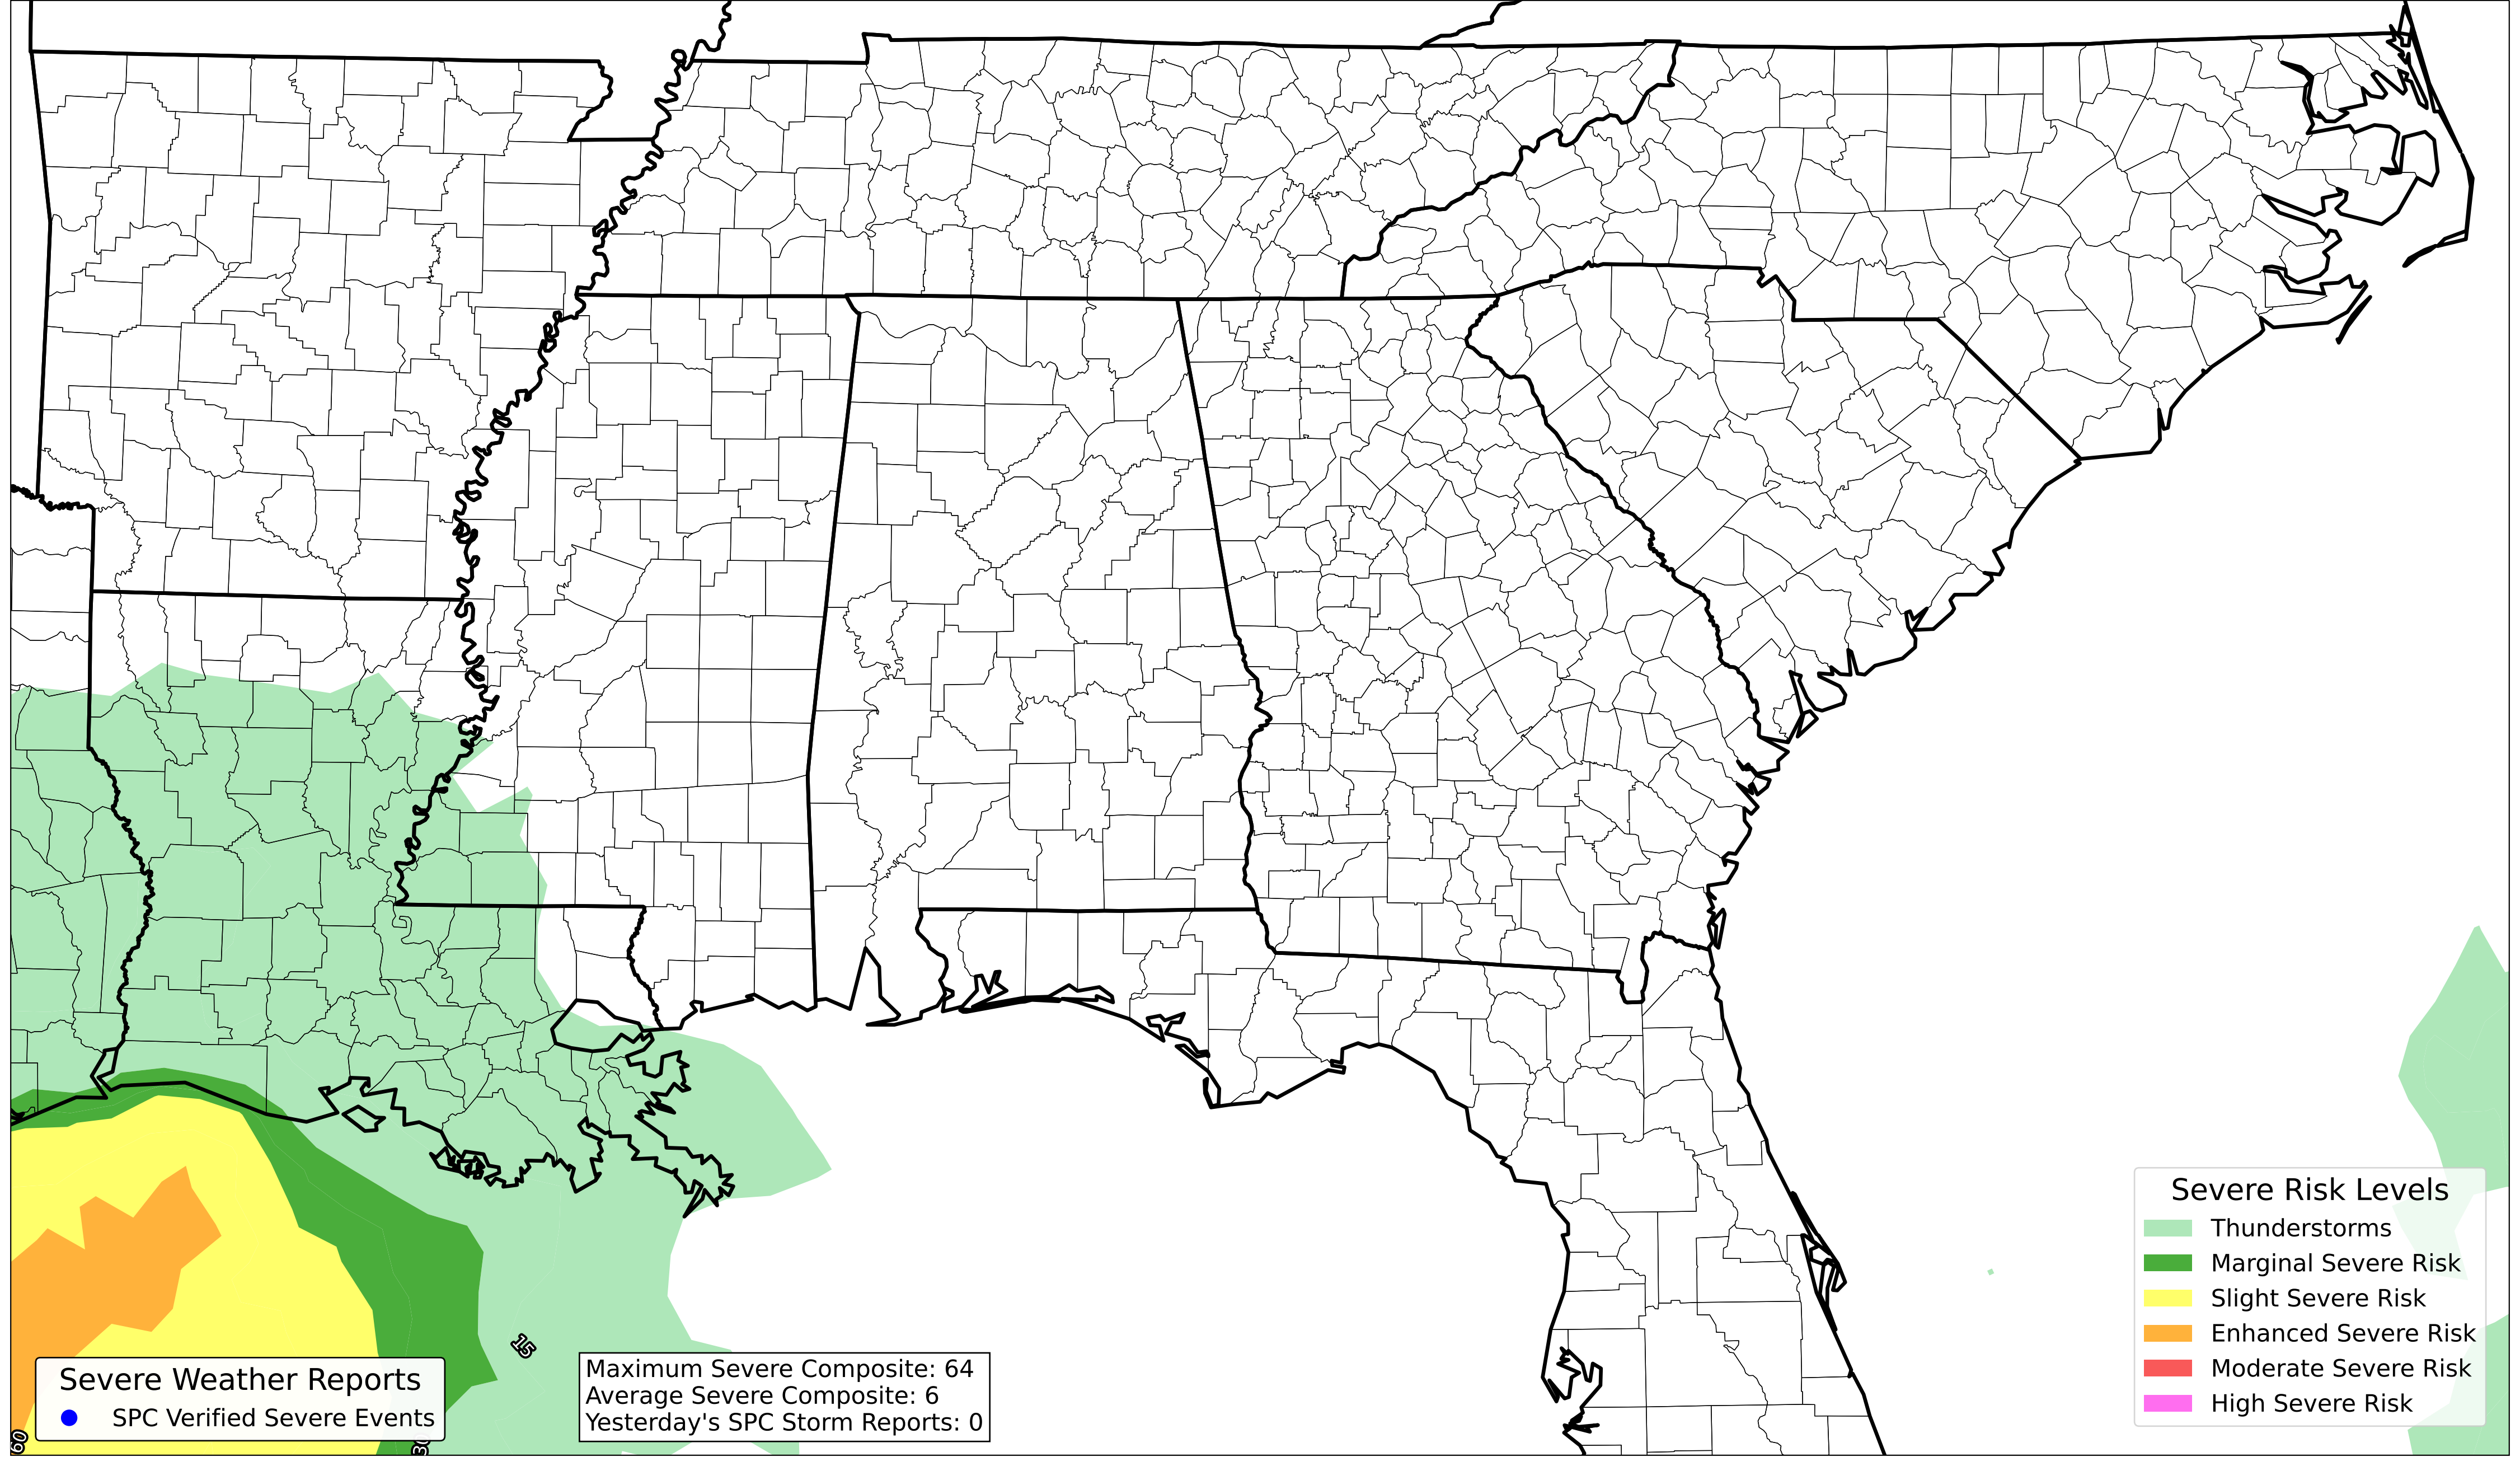 15
60
Severe Weather Reports
SPC Verified Severe Events
Maximum Severe Composite: 64
Average Severe Composite: 6
Yesterday's SPC Storm Reports: 0
Severe Risk Levels
Thunderstorms
Marginal Severe Risk
Slight Severe Risk
Enhanced Severe Risk
Moderate Severe Risk
High Severe Risk